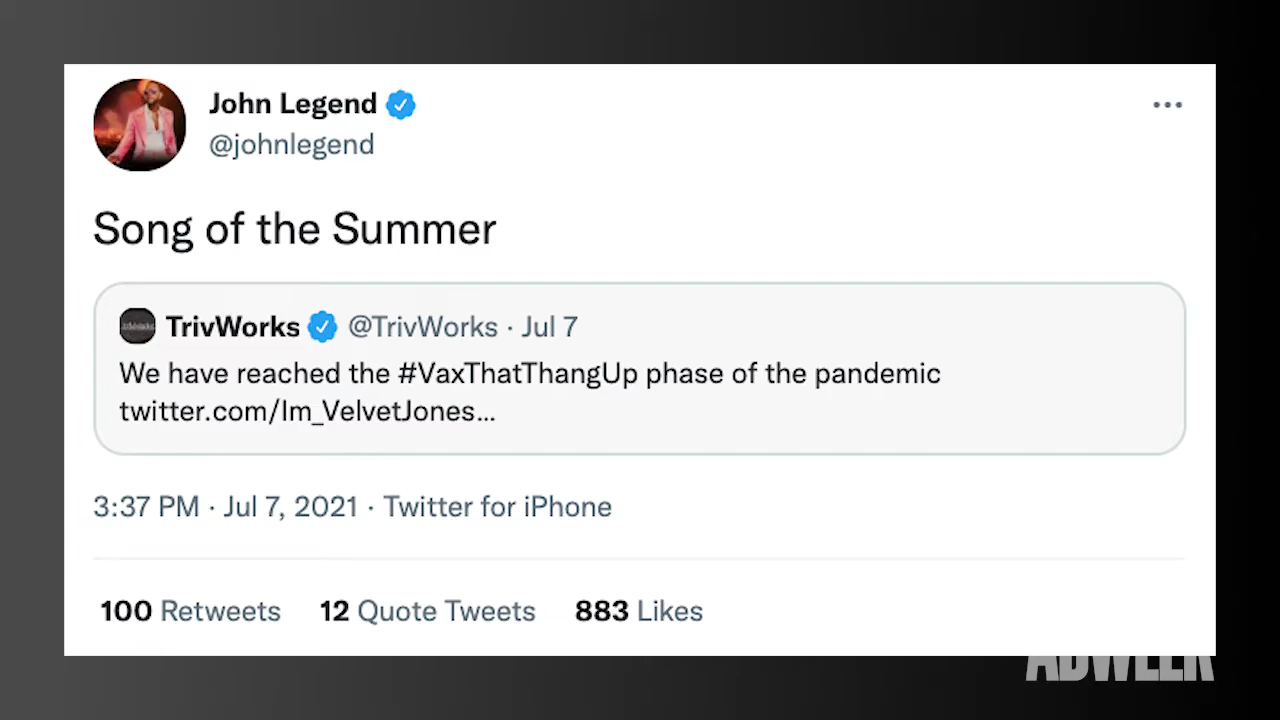 John Legend
@johnlegend
Song of the Summer
TrivWorks @TrivWorks · Jul 7
We have reached the #VaxThatThangUp phase of the pandemic
twitter.com/Im_VelvetJones...
3:37 PM · Jul 7, 2021 · Twitter for iPhone
100 Retweets 12 Quote Tweets 883 Likes
ADWEEK